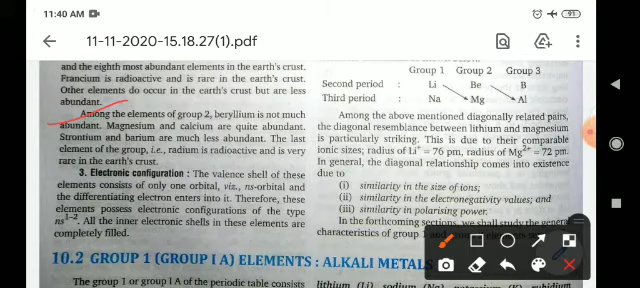 11:40 AM
91
11-11-2020-15.18.27(1).pdf
and the eighth most abundant elements in the earth's crust.
Francium is radioactive and is rare in the earth's crust.
Other elements do occur in the earth's crust but are less
abundant.
Among the elements of group 2, beryllium is not much
abundant. Magnesium and calcium are quite abundant.
Strontium and barium are much less abundant. The last
element of the group, i.e., radium is radioactive and is very
rare in the earth's crust.
3. Electronic configuration : The valence shell of these
elements consists of only one orbital, viz., ns-orbital and
the differentiating electron enters into it. Therefore, these
elements possess electronic configurations of the type
ns¹⁻². All the inner electronic shells in these elements are
completely filled.
10.2 GROUP 1 (GROUP I A) ELEMENTS : ALKALI METALS
The group 1 or group I A of the periodic table consists
Group 1 Group 2 Group 3
Second period : Li Be B
Third period : Na Mg Al
Among the above mentioned diagonally related pairs,
the diagonal resemblance between lithium and magnesium
is particularly striking. This is due to their comparable
ionic sizes; radius of Li⁺ = 76 pm, radius of Mg²⁺ = 72 pm.
In general, the diagonal relationship comes into existence
due to
(i) similarity in the size of ions;
(ii) similarity in the electronegativity values; and
(iii) similarity in polarising power.
In the forthcoming sections, we shall study the general
characteristics of group 1
lithium (Li), sodium (Na), (K), rubidium